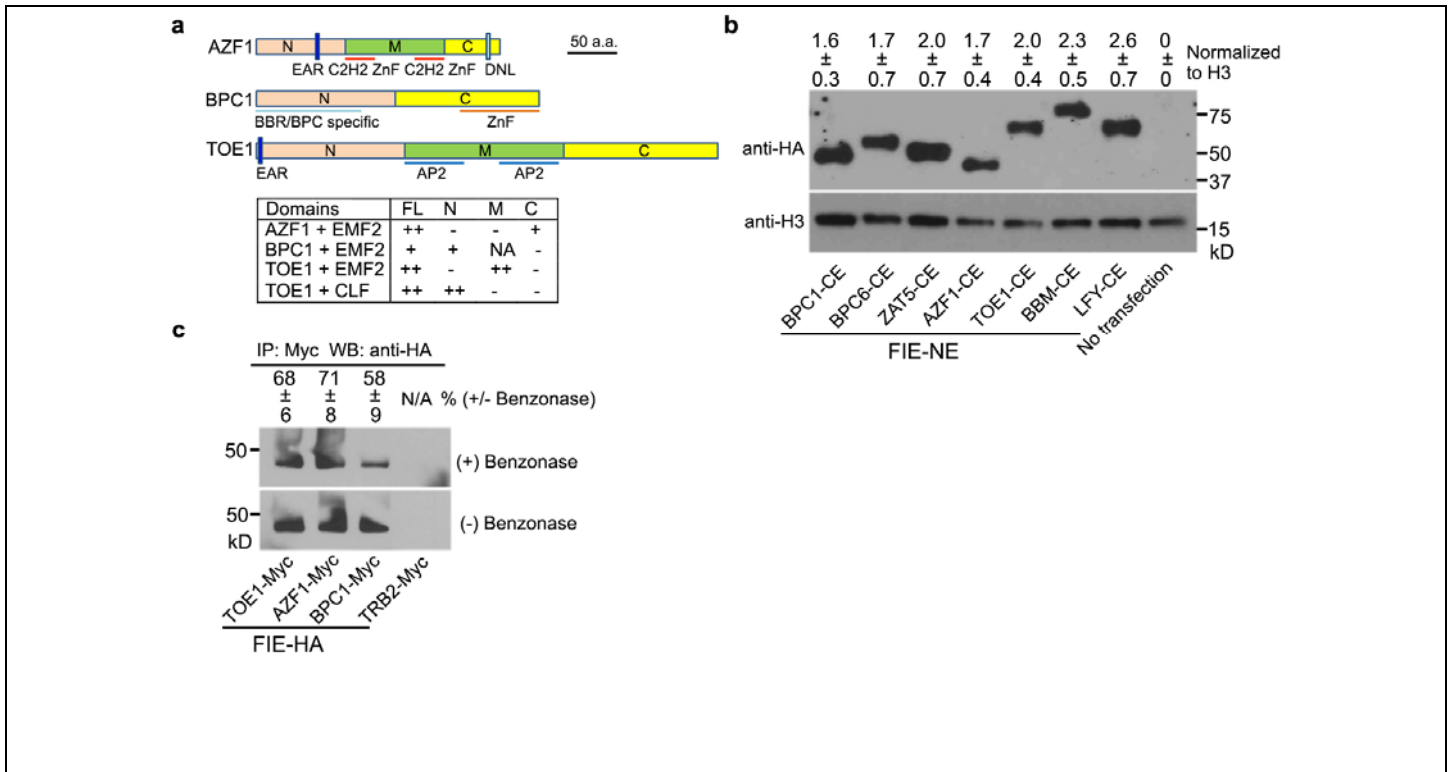 a
AZF1 N M C 50 a.a.
EAR C2H2 ZnF C2H2 ZnF DNL
BPC1 N C
BBR/BPC specific ZnF
TOE1 N M C
EAR AP2 AP2
Domains FL N M C
AZF1 + EMF2 ++ - - +
BPC1 + EMF2 + + NA -
TOE1 + EMF2 ++ - ++ -
TOE1 + CLF ++ ++ - -
b
1.6 1.7 2.0 1.7 2.0 2.3 2.6 0 Normalized
± ± ± ± ± ± ± ± to H3
0.3 0.7 0.7 0.4 0.4 0.5 0.7 0
anti-HA
75
50
37
anti-H3
15
kD
BPC1-CE
BPC6-CE
ZAT5-CE
AZF1-CE
TOE1-CE
BBM-CE
LFY-CE
No transfection
FIE-NE
c
IP: Myc WB: anti-HA
68 71 58
± ± ± N/A % (+/- Benzonase)
6 8 9
50
(+) Benzonase
50
(-) Benzonase
kD
TOE1-Myc
AZF1-Myc
BPC1-Myc
TRB2-Myc
FIE-HA